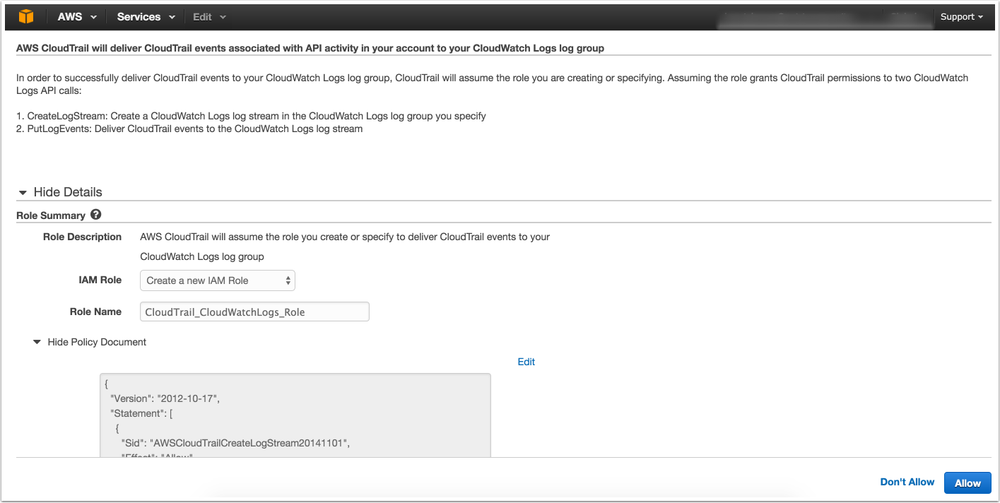 AWS Services Edit Support
AWS CloudTrail will deliver CloudTrail events associated with API activity in your account to your CloudWatch Logs log group
In order to successfully deliver CloudTrail events to your CloudWatch Logs log group, CloudTrail will assume the role you are creating or specifying. Assuming the role grants CloudTrail permissions to two CloudWatch
Logs API calls:
1. CreateLogStream: Create a CloudWatch Logs log stream in the CloudWatch Logs log group you specify
2. PutLogEvents: Deliver CloudTrail events to the CloudWatch Logs log stream
Hide Details
Role Summary ?
Role Description AWS CloudTrail will assume the role you create or specify to deliver CloudTrail events to your
CloudWatch Logs log group
IAM Role Create a new IAM Role
Role Name CloudTrail_CloudWatchLogs_Role
Hide Policy Document
Edit
{
"Version": "2012-10-17",
"Statement": [
{
"Sid": "AWSCloudTrailCreateLogStream20141101",
"Effect": "Allow"
Don't Allow Allow